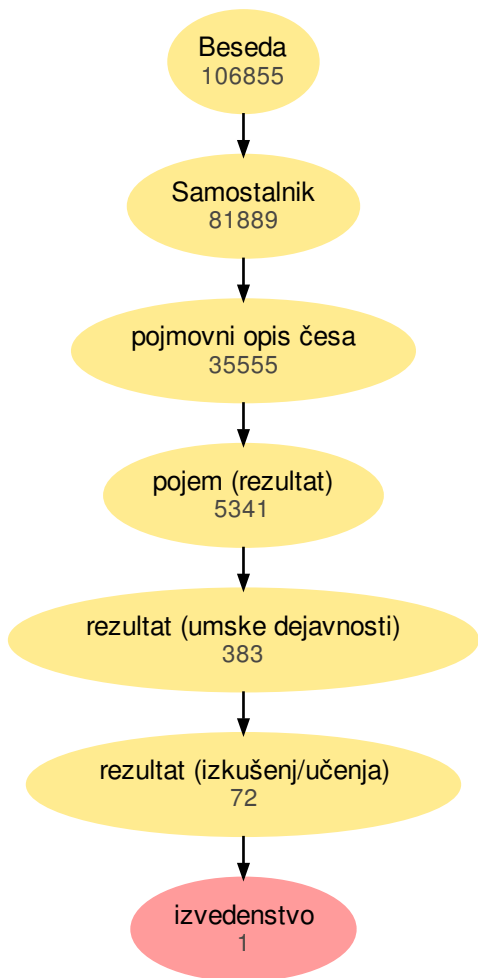 Beseda
106855
Samostalnik
81889
pojmovni opis česa
35555
pojem (rezultat)
5341
rezultat (umske dejavnosti)
383
rezultat (izkušenj/učenja)
72
izvedenstvo
1